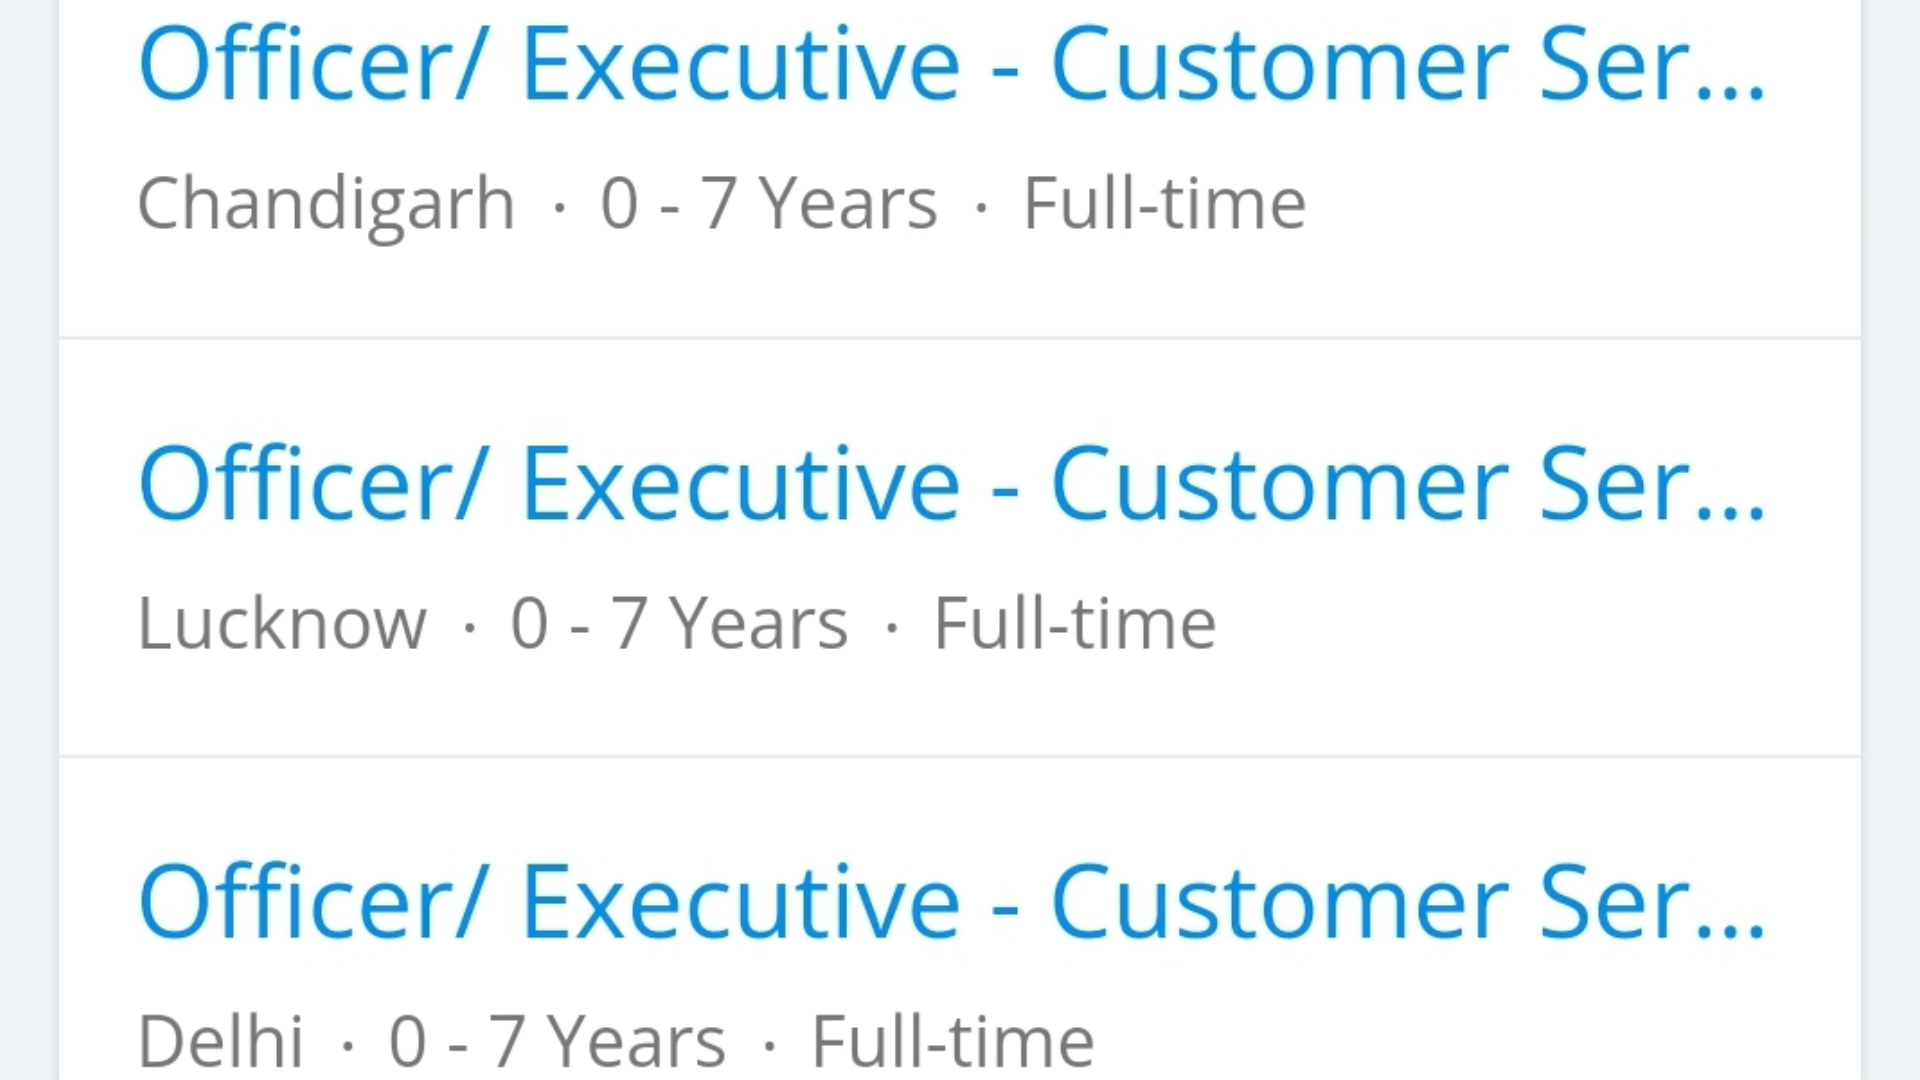 Officer/ Executive - Customer Ser...
Chandigarh · 0 - 7 Years · Full-time
Officer/ Executive - Customer Ser...
Lucknow · 0 - 7 Years · Full-time
Officer/ Executive - Customer Ser...
Delhi · 0 - 7 Years · Full-time